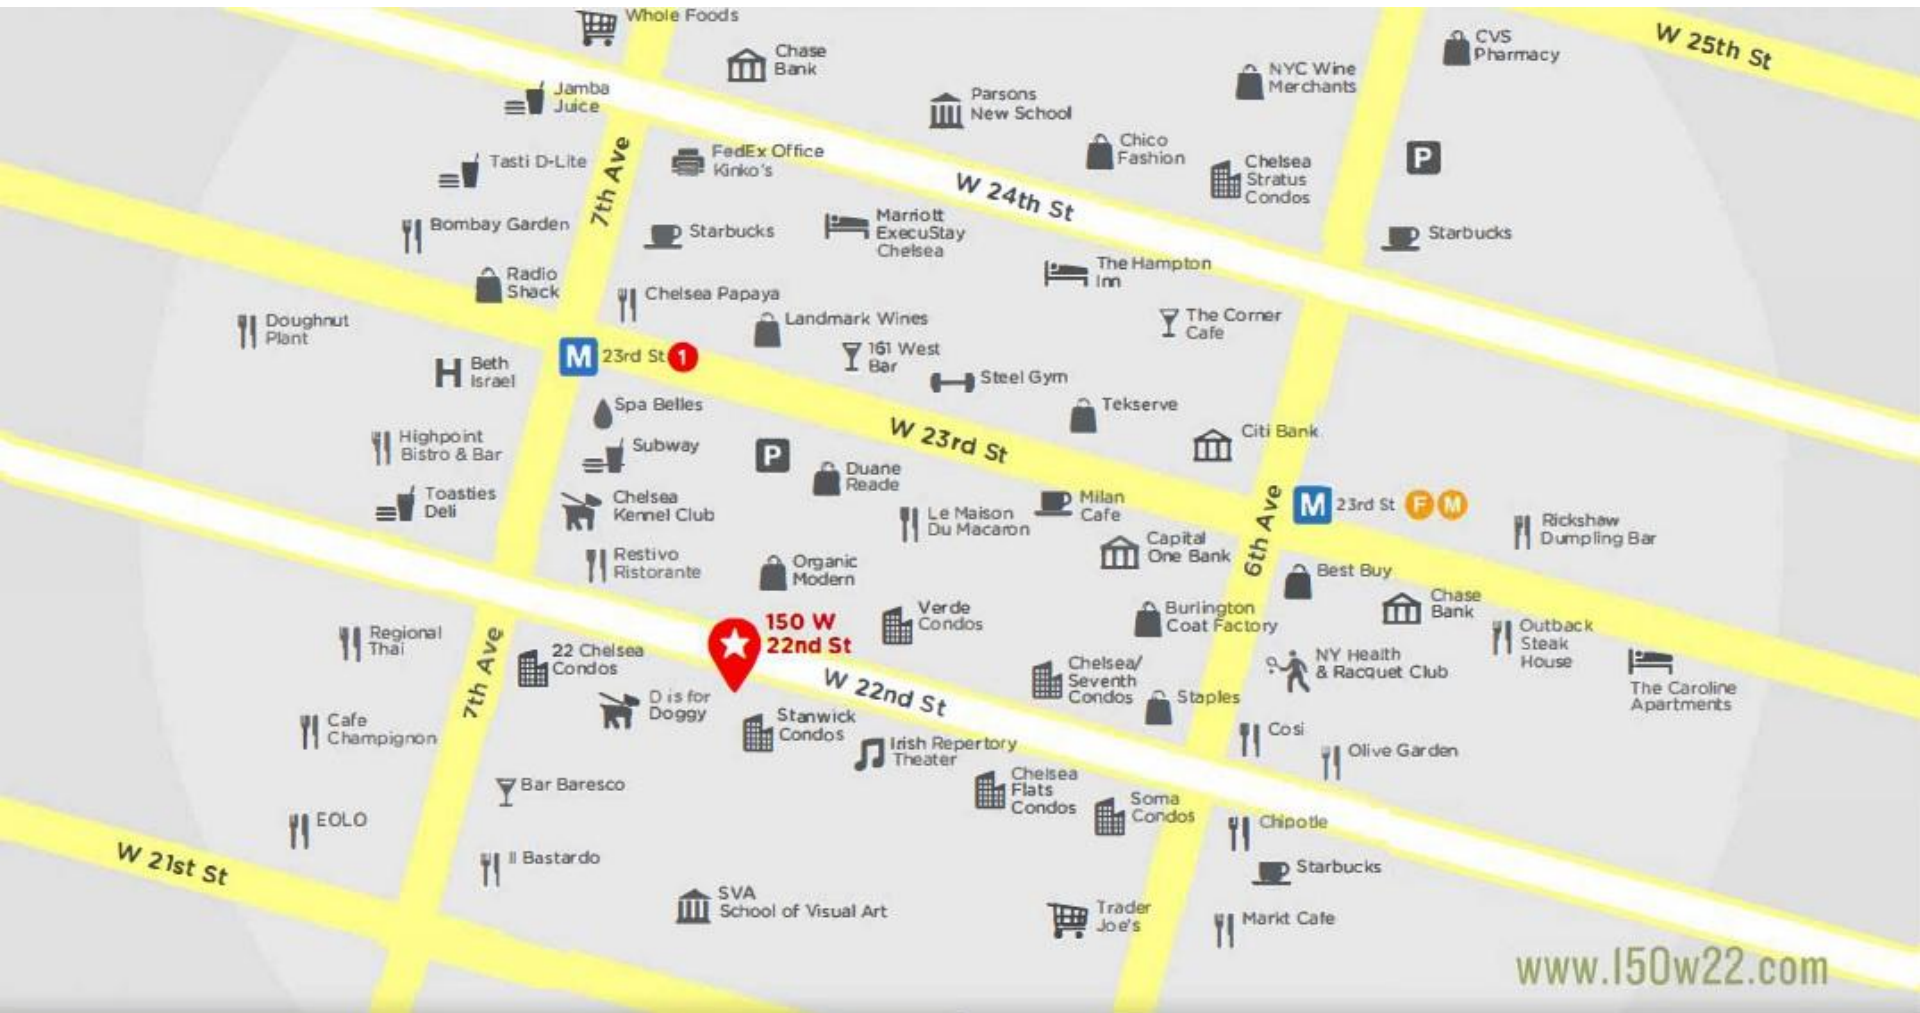 Whole Foods
W 25th St
CVS
Pharmacy
Chase
Bank
NYC Wine
Merchants
Jamba
Juice
Parsons
New School
Chico
Fashion
P
FedEx Office
Kinko's
Tasti D-Lite
7th Ave
Chelsea
Stratus
Condos
W 24th St
Bombay Garden
Starbucks
Marriott
ExecuStay
Chelsea
Starbucks
Radio
Shack
The Hampton
Inn
Chelsea Papaya
Doughnut
Plant
Landmark Wines
The Corner
Cafe
M 23rd St 1
161 West
Bar
H Beth
Israel
Steel Gym
Spa Belles
Tekserve
W 23rd St
Citi Bank
Highpoint
Bistro & Bar
Subway
P
Duane
Reade
Toasties
Deli
Chelsea
Kennel Club
Le Maison
Du Macaron
Milan
Cafe
6th Ave
M 23rd St F M
Rickshaw
Dumpling Bar
Capital
One Bank
Restivo
Ristorante
Organic
Modern
Best Buy
Chase
Bank
150 W
22nd St
Verde
Condos
Burlington
Coat Factory
Outback
Steak
House
Regional
Thai
7th Ave
22 Chelsea
Condos
Chelsea/
Seventh
Condos
NY Health
& Racquet Club
W 22nd St
D is for
Doggy
Staples
The Caroline
Apartments
Cafe
Champignon
Stanwick
Condos
Cosi
Irish Repertory
Theater
Olive Garden
Bar Baresco
Chelsea
Flats
Condos
Soma
Condos
EOLO
Chipotle
W 21st St
Il Bastardo
Starbucks
SVA
School of Visual Art
Trader
Joe's
Markt Cafe
www.150w22.com